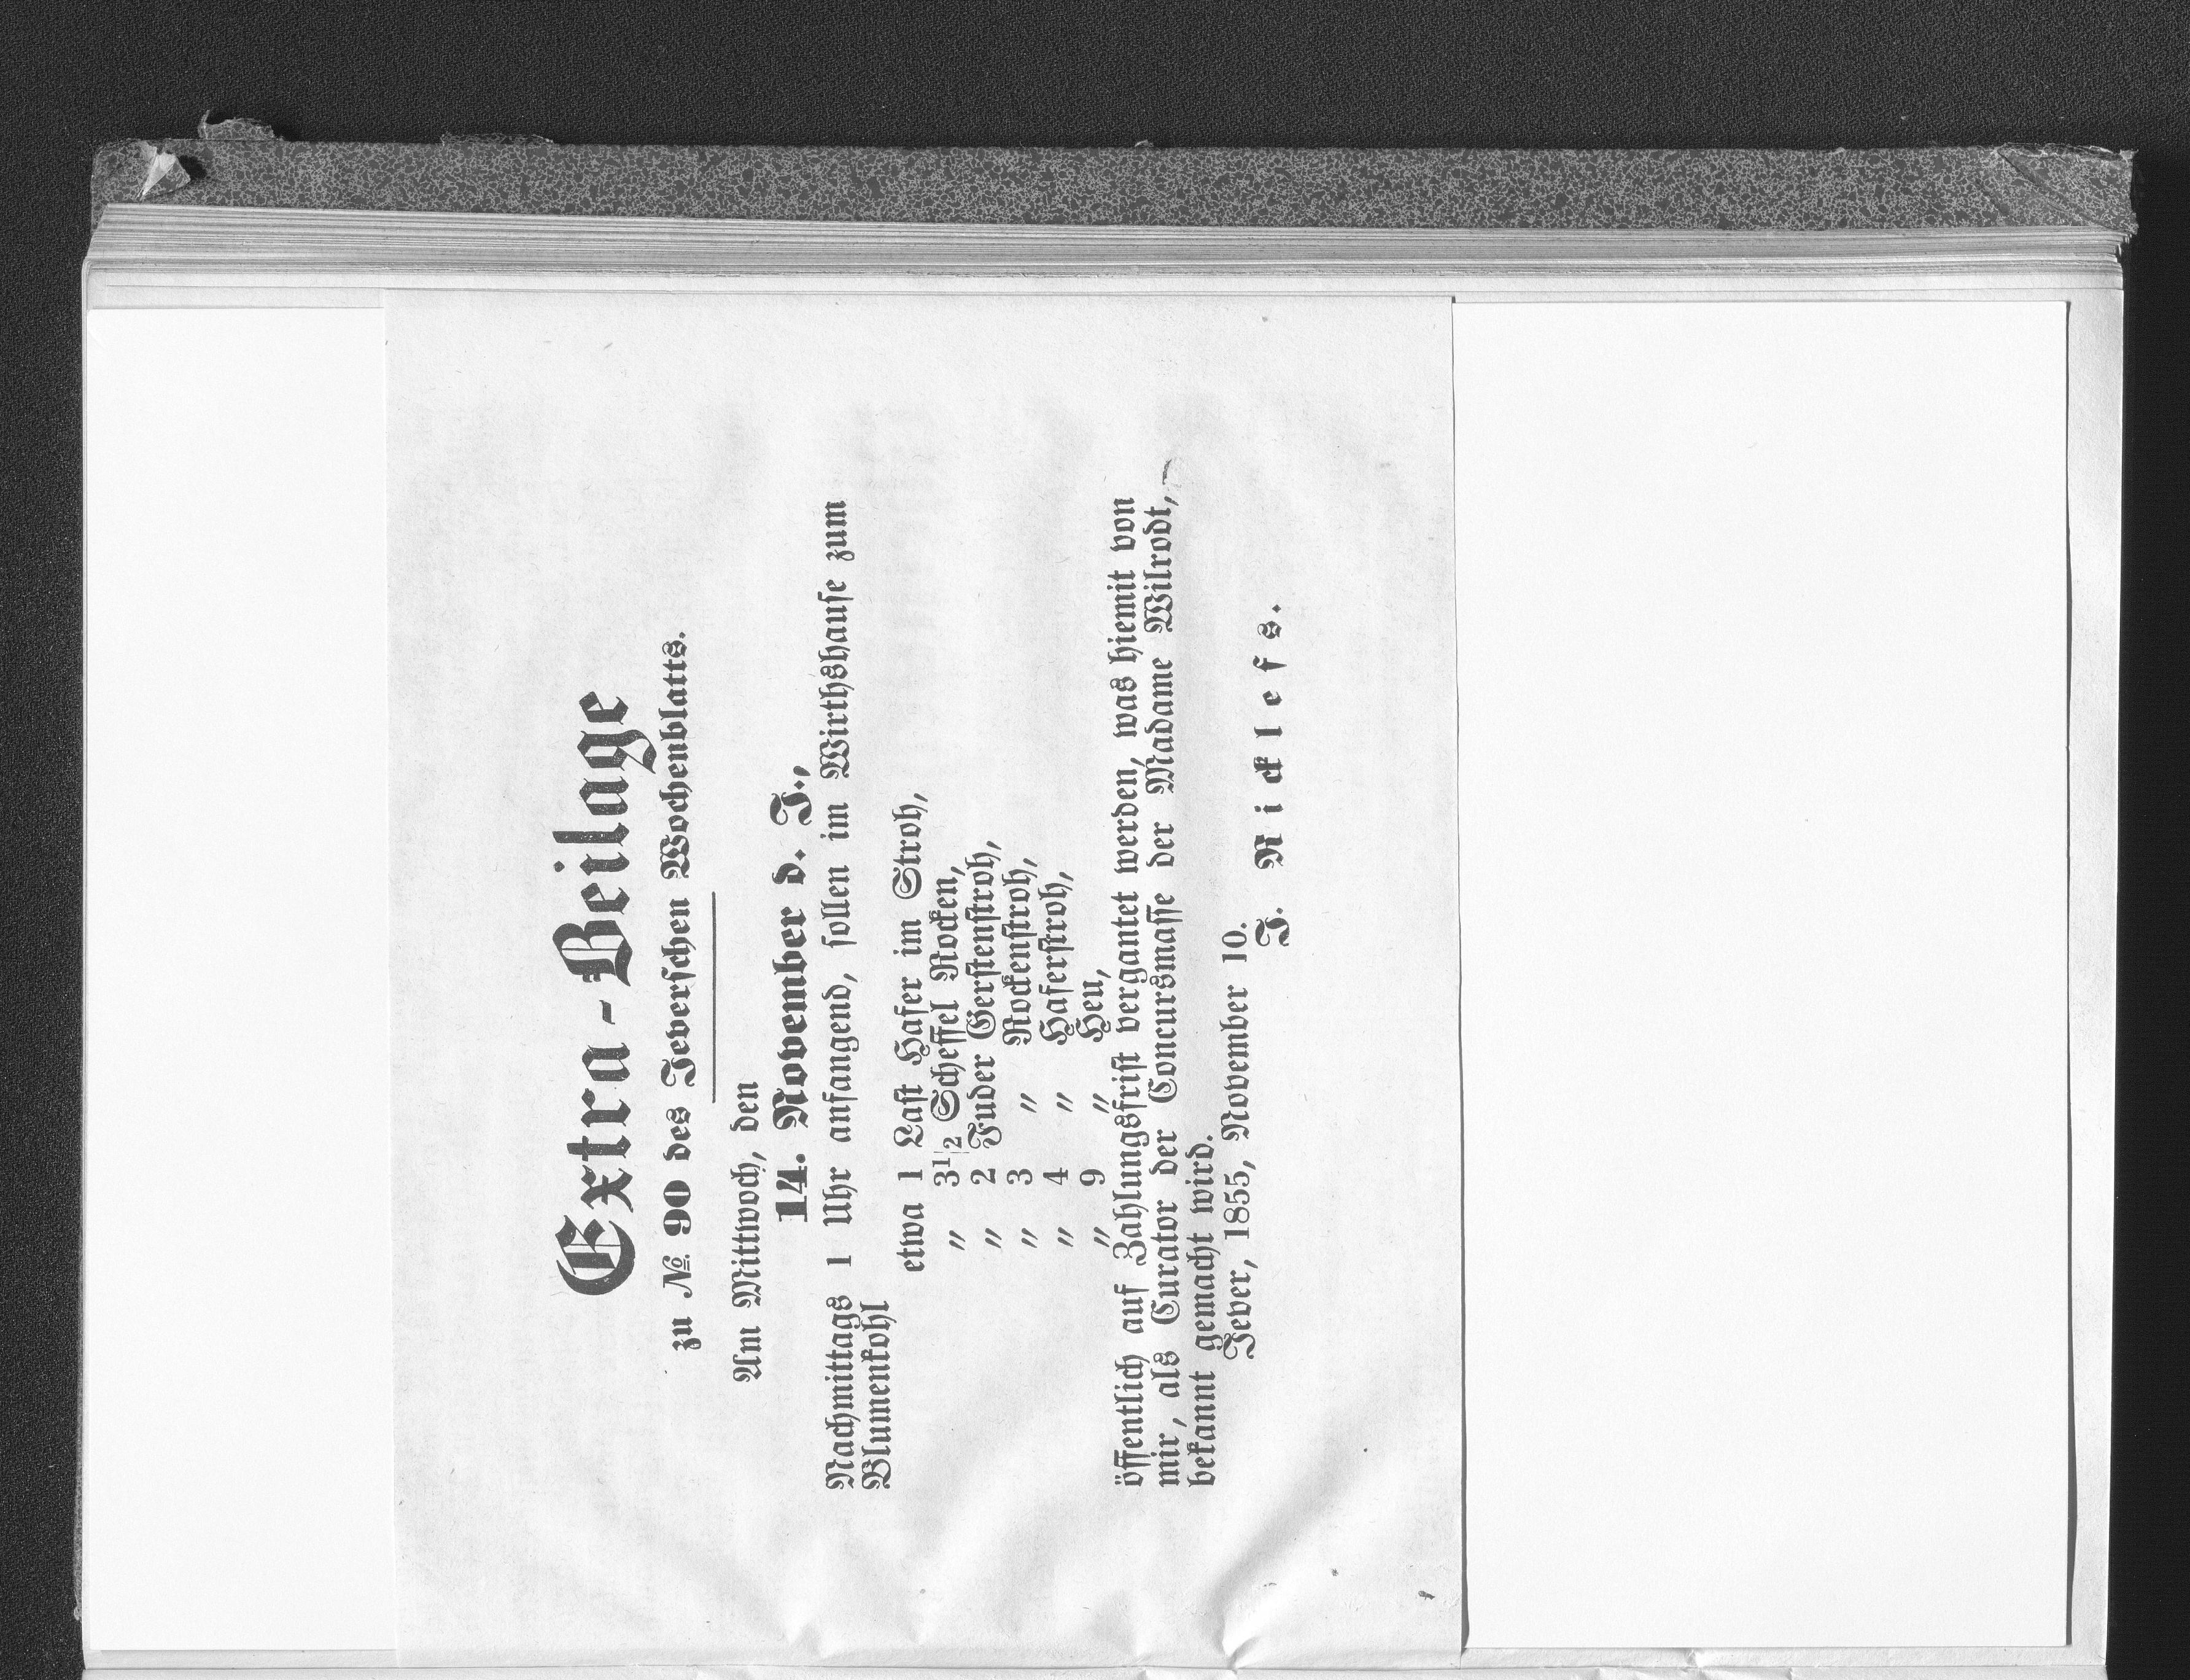 Extra-Beilage
zu № 90 des Jeverschen Wochenblatts.
Am Mittwoch, den
14. November d. J.,
Nachmittags 1 Uhr anfangend, sollen im Wirthshause zum
Blumenkohl
etwa 1 Last Hafer im Stroh,
" 3½ Scheffel Rocken,
" 2 Fuder Gerstenstroh,
" 3 " Rockenstroh,
" 4 " Haferstroh,
" 9 " Heu,
öffentlich auf Zahlungsfrist vergantet werden, was hiemit von
mir, als Curator der Concursmasse der Madame Wilrodt,
bekannt gemacht wird.
Jever, 1855, November 10.
J. Ricklefs.